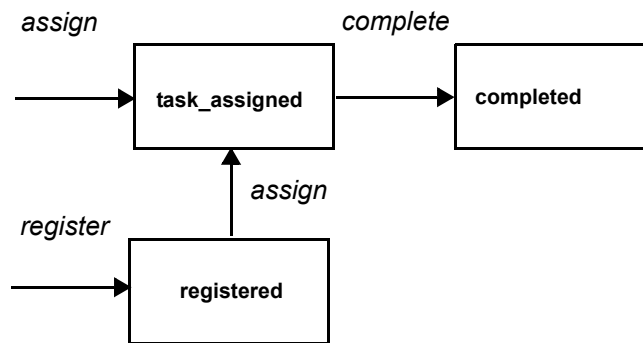 assign
complete
task_assigned
completed
assign
register
registered